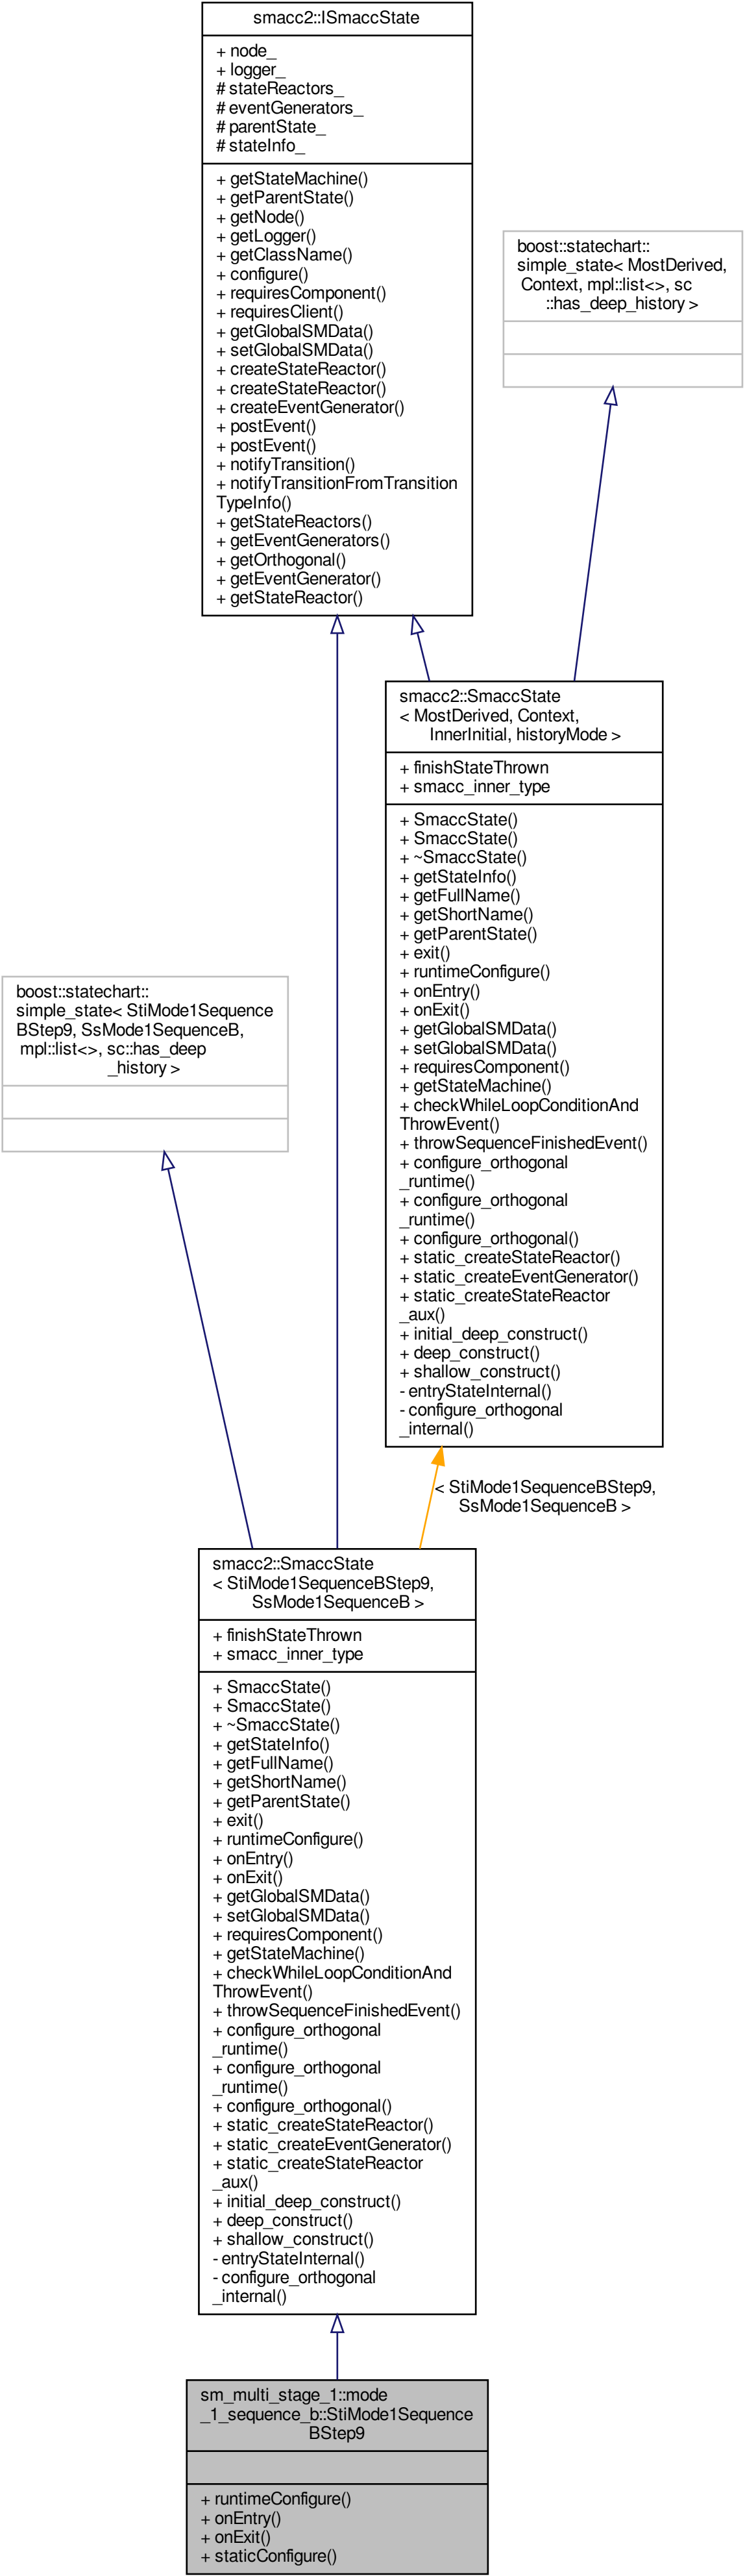 smacc2::ISmaccState
+ node_
+ logger_
# stateReactors_
# eventGenerators_
# parentState_
# stateInfo_
+ getStateMachine()
+ getParentState()
+ getNode()
+ getLogger()
+ getClassName()
+ configure()
+ requiresComponent()
+ requiresClient()
+ getGlobalSMData()
+ setGlobalSMData()
+ createStateReactor()
+ createStateReactor()
+ createEventGenerator()
+ postEvent()
+ postEvent()
+ notifyTransition()
+ notifyTransitionFromTransition
TypeInfo()
+ getStateReactors()
+ getEventGenerators()
+ getOrthogonal()
+ getEventGenerator()
+ getStateReactor()
boost::statechart::
simple_state< MostDerived,
Context, mpl::list<>, sc
::has_deep_history >
smacc2::SmaccState
< MostDerived, Context,
InnerInitial, historyMode >
+ finishStateThrown
+ smacc_inner_type
+ SmaccState()
+ SmaccState()
+ ~SmaccState()
+ getStateInfo()
+ getFullName()
+ getShortName()
+ getParentState()
+ exit()
+ runtimeConfigure()
+ onEntry()
+ onExit()
+ getGlobalSMData()
+ setGlobalSMData()
+ requiresComponent()
+ getStateMachine()
+ checkWhileLoopConditionAnd
ThrowEvent()
+ throwSequenceFinishedEvent()
+ configure_orthogonal
_runtime()
+ configure_orthogonal
_runtime()
+ configure_orthogonal()
+ static_createStateReactor()
+ static_createEventGenerator()
+ static_createStateReactor
_aux()
+ initial_deep_construct()
+ deep_construct()
+ shallow_construct()
- entryStateInternal()
- configure_orthogonal
_internal()
boost::statechart::
simple_state< StiMode1Sequence
BStep9, SsMode1SequenceB,
mpl::list<>, sc::has_deep
_history >
< StiMode1SequenceBStep9,
SsMode1SequenceB >
smacc2::SmaccState
< StiMode1SequenceBStep9,
SsMode1SequenceB >
+ finishStateThrown
+ smacc_inner_type
+ SmaccState()
+ SmaccState()
+ ~SmaccState()
+ getStateInfo()
+ getFullName()
+ getShortName()
+ getParentState()
+ exit()
+ runtimeConfigure()
+ onEntry()
+ onExit()
+ getGlobalSMData()
+ setGlobalSMData()
+ requiresComponent()
+ getStateMachine()
+ checkWhileLoopConditionAnd
ThrowEvent()
+ throwSequenceFinishedEvent()
+ configure_orthogonal
_runtime()
+ configure_orthogonal
_runtime()
+ configure_orthogonal()
+ static_createStateReactor()
+ static_createEventGenerator()
+ static_createStateReactor
_aux()
+ initial_deep_construct()
+ deep_construct()
+ shallow_construct()
- entryStateInternal()
- configure_orthogonal
_internal()
sm_multi_stage_1::mode
_1_sequence_b::StiMode1Sequence
BStep9
+ runtimeConfigure()
+ onEntry()
+ onExit()
+ staticConfigure()